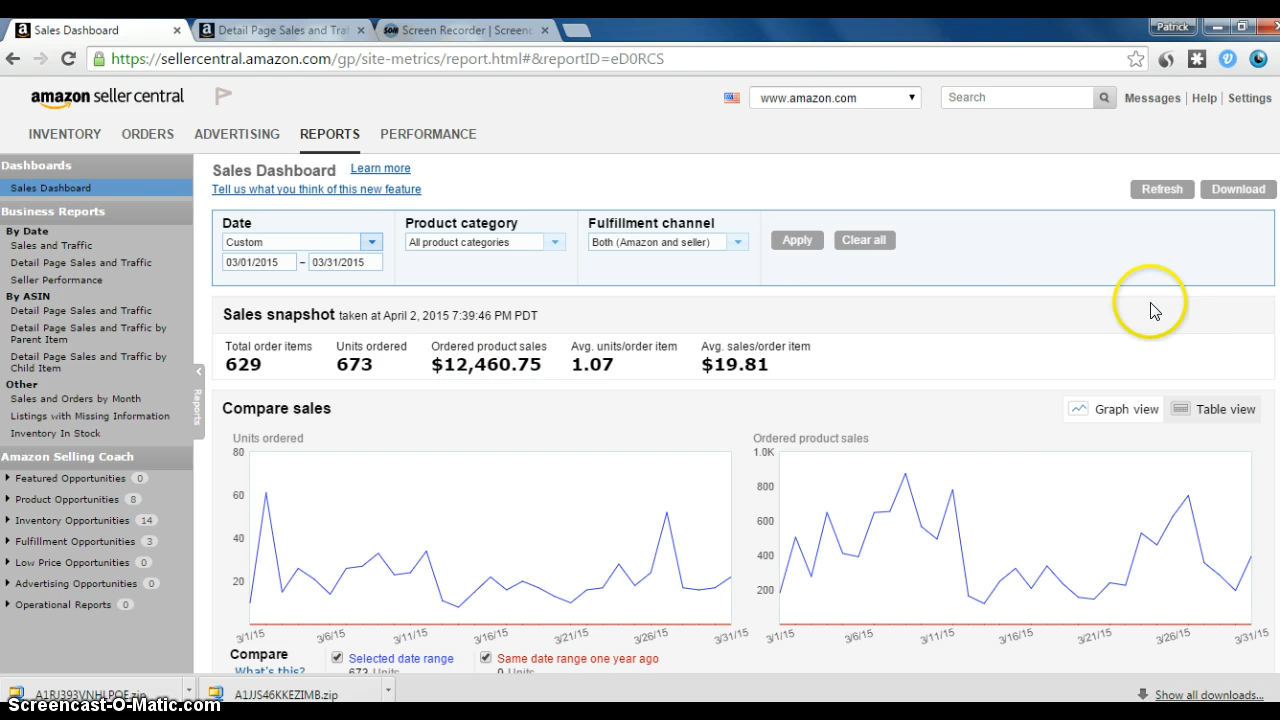 Sales Dashboard
Detail Page Sales and Tra
Screen Recorder | Screenc
Patrick
https://sellercentral.amazon.com/gp/site-metrics/report.html#&reportID=eD0RCS
amazon seller central
www.amazon.com
Search
Messages | Help | Settings
INVENTORY ORDERS ADVERTISING REPORTS PERFORMANCE
Dashboards
Sales Dashboard
Business Reports
By Date
Sales and Traffic
Detail Page Sales and Traffic
Seller Performance
By ASIN
Detail Page Sales and Traffic
Detail Page Sales and Traffic by
Parent Item
Detail Page Sales and Traffic by
Child Item
Other
Sales and Orders by Month
Listings with Missing Information
Inventory In Stock
Amazon Selling Coach
Featured Opportunities 0
Product Opportunities 8
Inventory Opportunities 14
Fulfillment Opportunities 3
Low Price Opportunities 0
Advertising Opportunities 0
Operational Reports 0
Reports
Sales Dashboard Learn more
Tell us what you think of this new feature
Refresh Download
Date Product category Fulfillment channel
Custom All product categories Both (Amazon and seller) Apply Clear all
03/01/2015 – 03/31/2015
Sales snapshot taken at April 2, 2015 7:39:46 PM PDT
Total order items Units ordered Ordered product sales Avg. units/order item Avg. sales/order item
629 673 $12,460.75 1.07 $19.81
Compare sales
Graph view Table view
Units ordered
80
60
40
20
3/1/15 3/6/15 3/11/15 3/16/15 3/21/15 3/26/15 3/31/15
Ordered product sales
1.0K
800
600
400
200
3/1/15 3/6/15 3/11/15 3/16/15 3/21/15 3/26/15 3/31/15
Compare Selected date range Same date range one year ago
What's this? 673 Units 0 Units
A1JJS46KKEZIMB.zip
Show all downloads...
Screencast-O-Matic.com